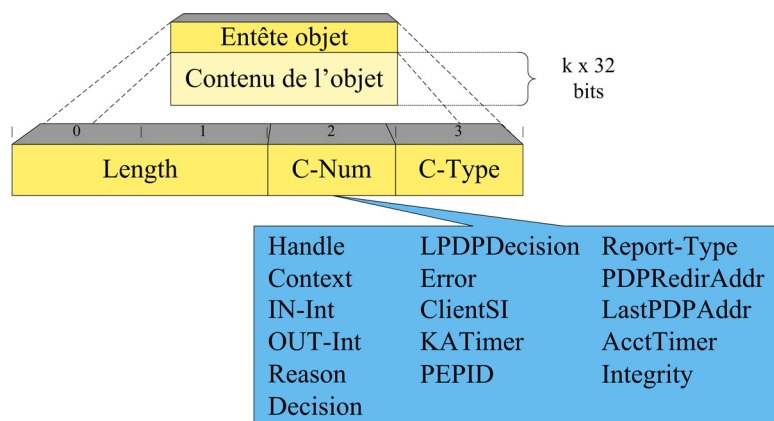 Entête objet
Contenu de l'objet
k x 32
bits
0 1 2 3
Length C-Num C-Type
Handle LPDPDecision Report-Type
Context Error PDPRedirAddr
IN-Int ClientSI LastPDPAddr
OUT-Int KATimer AcctTimer
Reason PEPID Integrity
Decision